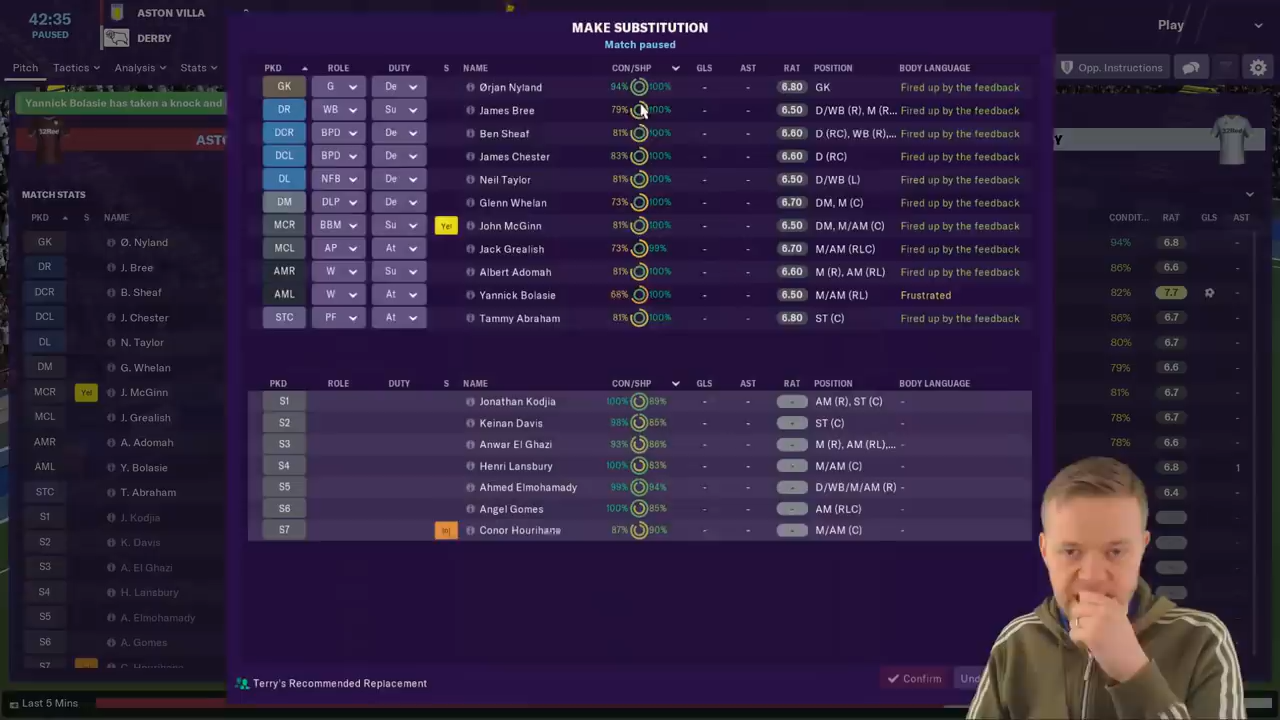 42:35
PAUSED
ASTON VILLA
DERBY
MAKE SUBSTITUTION
Match paused
Play
Pitch Tactics Analysis Stats
Opp. Instructions
Yannick Bolasie has taken a knock and
PKD ROLE DUTY S NAME CON/SHP GLS AST RAT POSITION BODY LANGUAGE
GK G De Ørjan Nyland 94% 100% - - 6.80 GK Fired up by the feedback
DR WB Su James Bree 79% 100% - - 6.50 D/WB (R), M (R... Fired up by the feedback
DCR BPD De Ben Sheaf 81% 100% - - 6.60 D (RC), WB (R),... Fired up by the feedback
DCL BPD De James Chester 83% 100% - - 6.60 D (RC) Fired up by the feedback
DL NFB De Neil Taylor 81% 100% - - 6.50 D/WB (L) Fired up by the feedback
DM DLP De Glenn Whelan 73% 100% - - 6.70 DM, M (C) Fired up by the feedback
MCR BBM Su Yel John McGinn 81% 100% - - 6.50 DM, M/AM (C) Fired up by the feedback
MCL AP At Jack Grealish 73% 99% - - 6.70 M/AM (RLC) Fired up by the feedback
AMR W Su Albert Adomah 81% 100% - - 6.60 M (R), AM (RL) Fired up by the feedback
AML W At Yannick Bolasie 68% 100% - - 6.50 M/AM (RL) Frustrated
STC PF At Tammy Abraham 81% 100% - - 6.80 ST (C) Fired up by the feedback
PKD ROLE DUTY S NAME CON/SHP GLS AST RAT POSITION BODY LANGUAGE
S1 Jonathan Kodjia 100% 89% - - - AM (R), ST (C) -
S2 Keinan Davis 98% 85% - - - ST (C) -
S3 Anwar El Ghazi 93% 86% - - - M (R), AM (RL),... -
S4 Henri Lansbury 100% 83% - - - M/AM (C) -
S5 Ahmed Elmohamady 99% 94% - - - D/WB/M/AM (R) -
S6 Angel Gomes 100% 85% - - - AM (RLC) -
S7 Inj Conor Hourihane 87% 90% - - - M/AM (C) -
Terry's Recommended Replacement
Confirm
32Red
AST
Y
MATCH STATS
PKD S NAME
GK Ø. Nyland
DR J. Bree
DCR B. Sheaf
DCL J. Chester
DL N. Taylor
DM G. Whelan
MCR Yel J. McGinn
MCL J. Grealish
AMR A. Adomah
AML Y. Bolasie
STC T. Abraham
S1 J. Kodjia
S2 K. Davis
S3 A. El Ghazi
S4 H. Lansbury
S5 A. Elmohamady
S6 A. Gomes
S7 C. Hourihane
Last 5 Mins
CONDIT... RAT GLS AST
94% 6.8 -
86% 6.6 -
82% 7.7 -
86% 6.7 -
80% 6.7 -
79% 6.6 -
81% 6.7 -
78% 6.7 -
78% 6.6 -
6.8 1
6.4 -